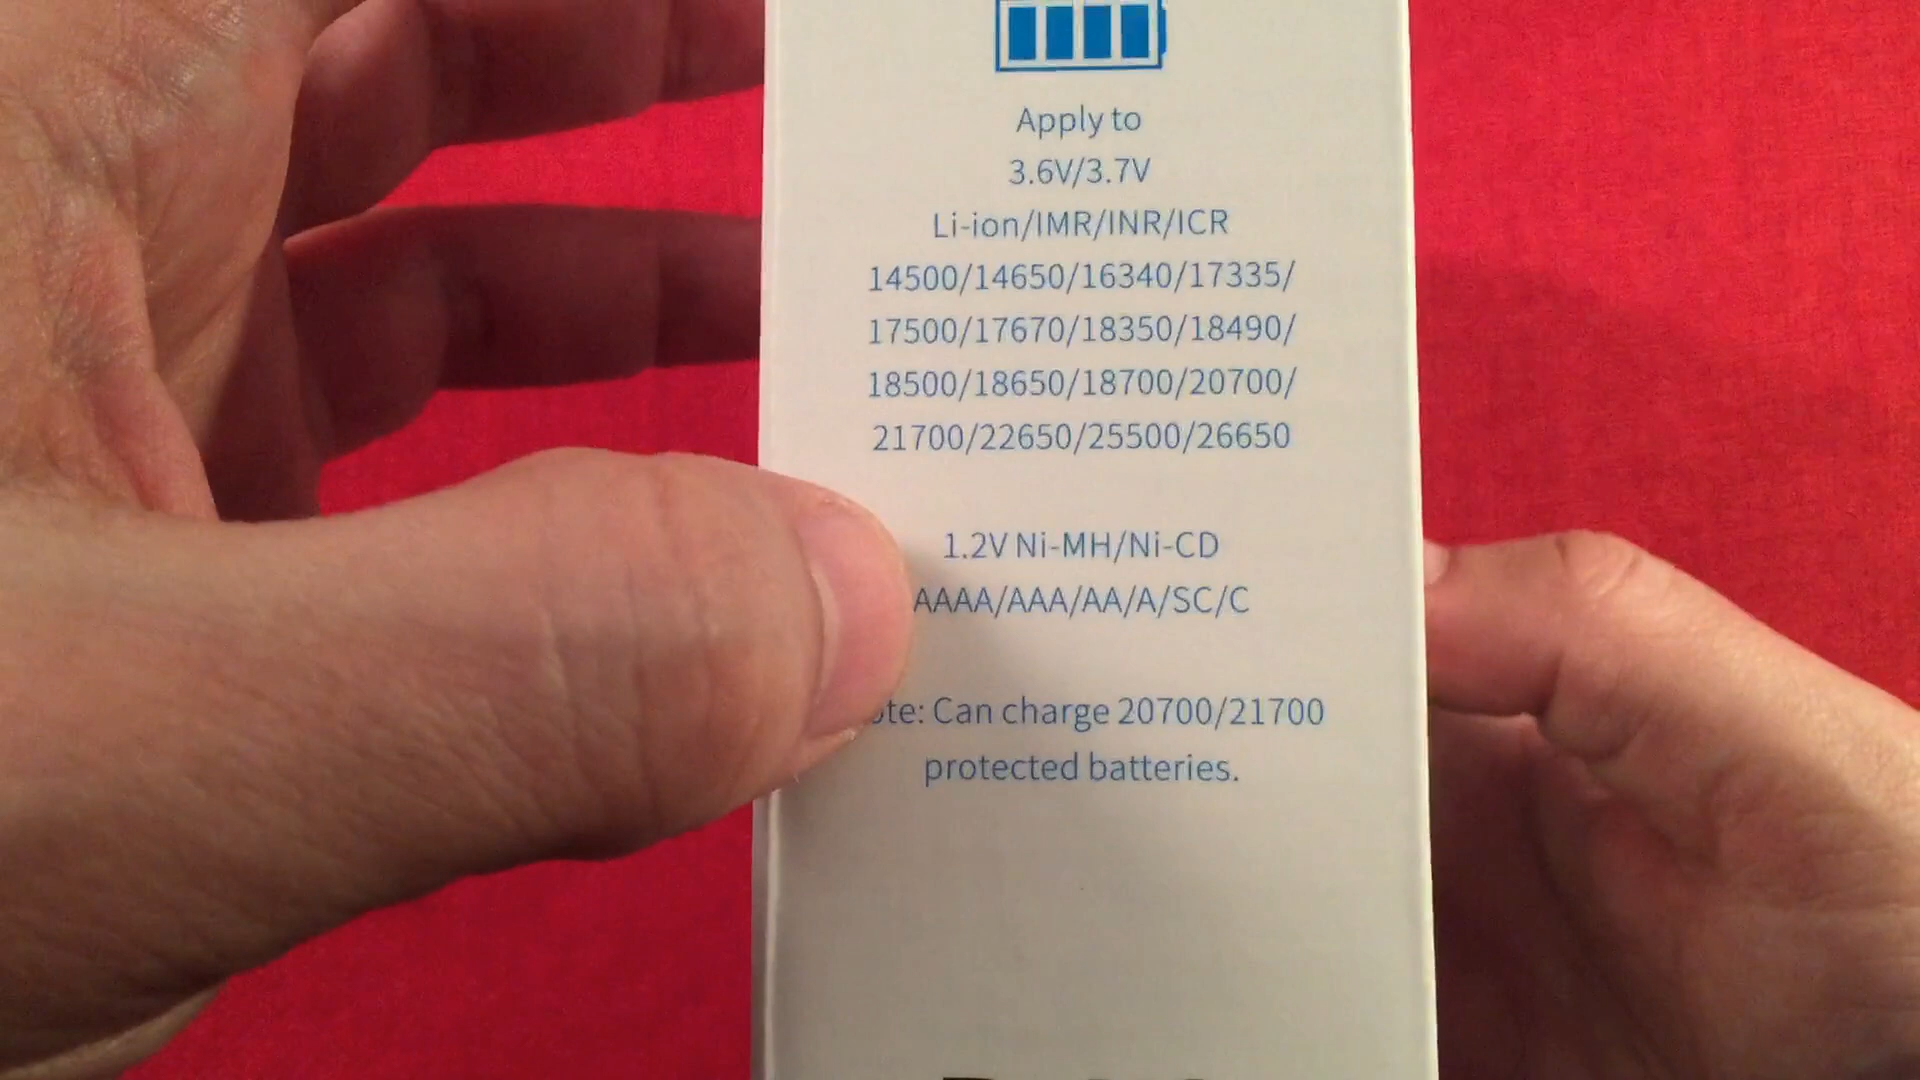 Apply to
3.6V/3.7V
Li-ion/IMR/INR/ICR
14500/14650/16340/17335/
17500/17670/18350/18490/
18500/18650/18700/20700/
21700/22650/25500/26650
1.2V Ni-MH/Ni-CD
AAAA/AAA/AA/A/SC/C
Can charge 20700/21700
protected batteries.